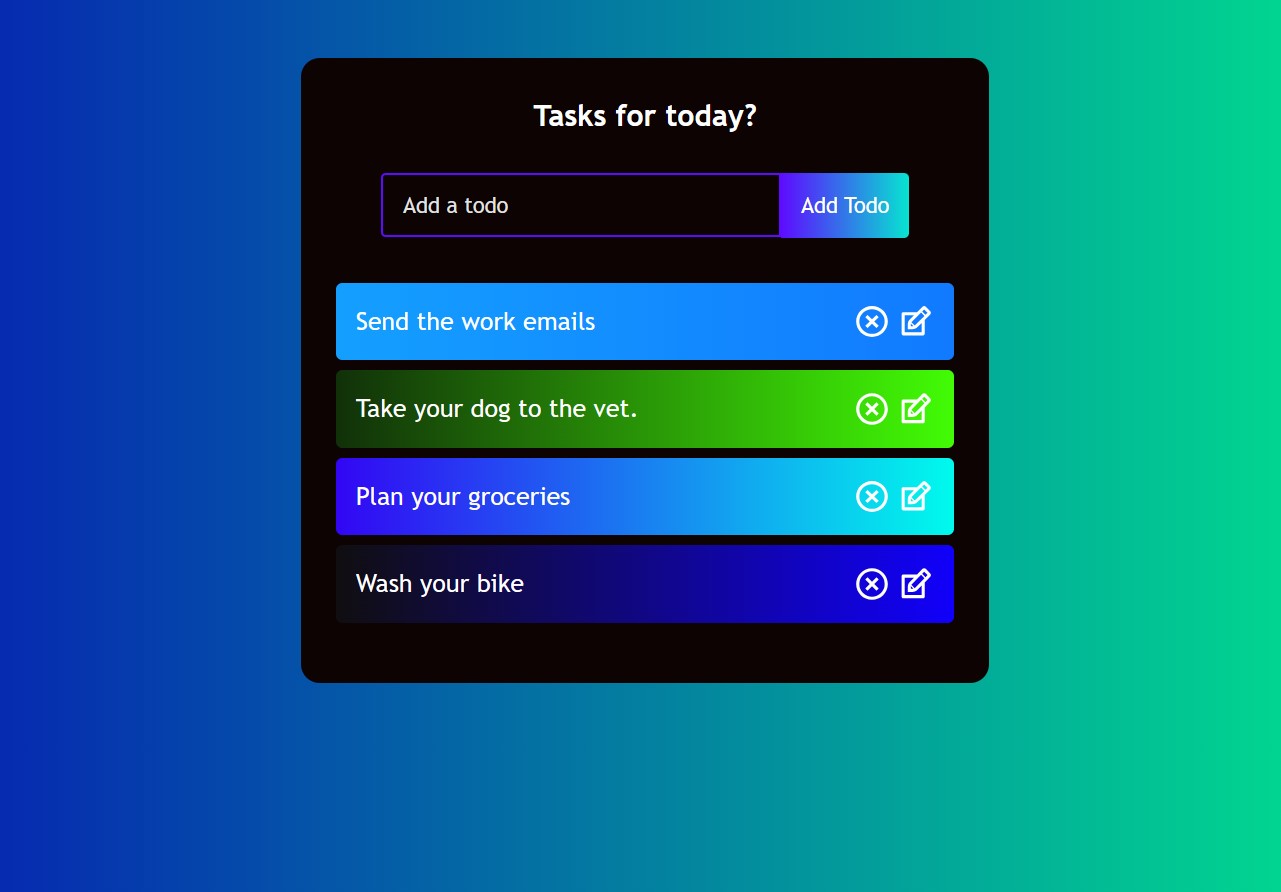 Tasks for today?
Add a todo
Add Todo
Send the work emails
Take your dog to the vet.
Plan your groceries
Wash your bike